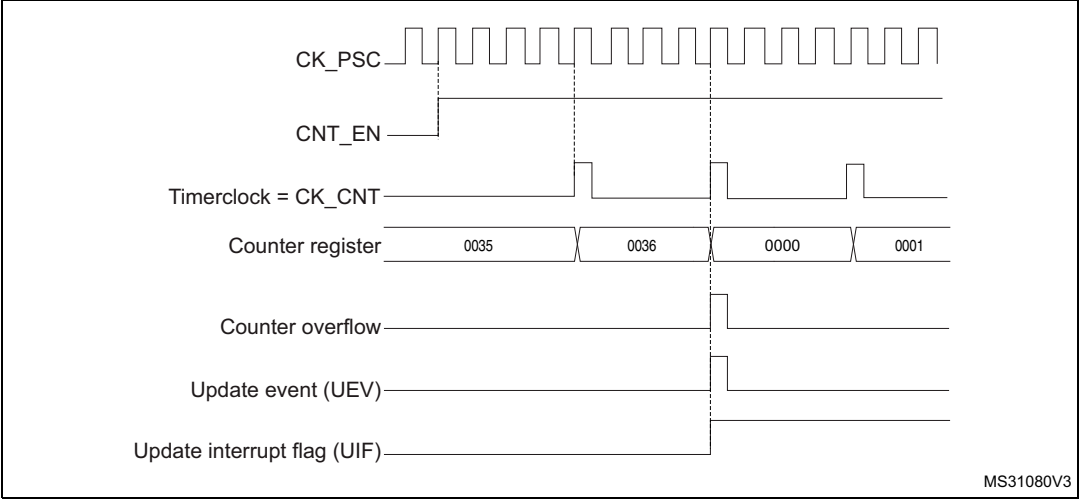 CK_PSC
CNT_EN
Timerclock = CK_CNT
Counter register 0035 0036 0000 0001
Counter overflow
Update event (UEV)
Update interrupt flag (UIF)
MS31080V3